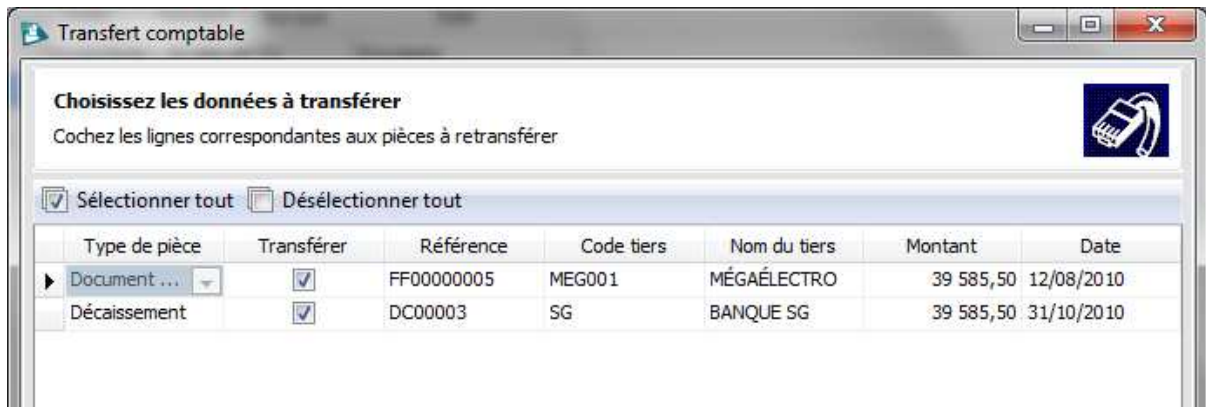 Transfert comptable
Choisissez les données à transférer
Cochez les lignes correspondantes aux pièces à retransférer
Sélectionner tout Désélectionner tout
Type de pièce Transférer Référence Code tiers Nom du tiers Montant Date
Document ... FF00000005 MEG001 MÉGAÉLECTRO 39 585,50 12/08/2010
Décaissement DC00003 SG BANQUE SG 39 585,50 31/10/2010